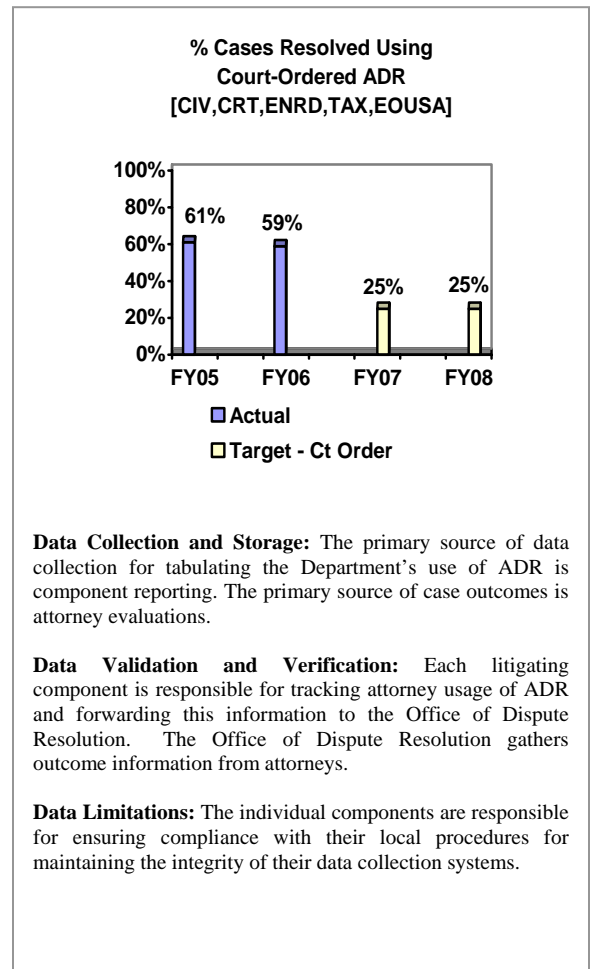 % Cases Resolved Using
Court-Ordered ADR
[CIV,CRT,ENRD,TAX,EOUSA]
100%
80%
60%
40%
20%
0%
61%
59%
25%
25%
FY05 FY06 FY07 FY08
Actual
Target - Ct Order
Data Collection and Storage: The primary source of data
collection for tabulating the Department’s use of ADR is
component reporting. The primary source of case outcomes is
attorney evaluations.
Data Validation and Verification: Each litigating
component is responsible for tracking attorney usage of ADR
and forwarding this information to the Office of Dispute
Resolution. The Office of Dispute Resolution gathers
outcome information from attorneys.
Data Limitations: The individual components are responsible
for ensuring compliance with their local procedures for
maintaining the integrity of their data collection systems.